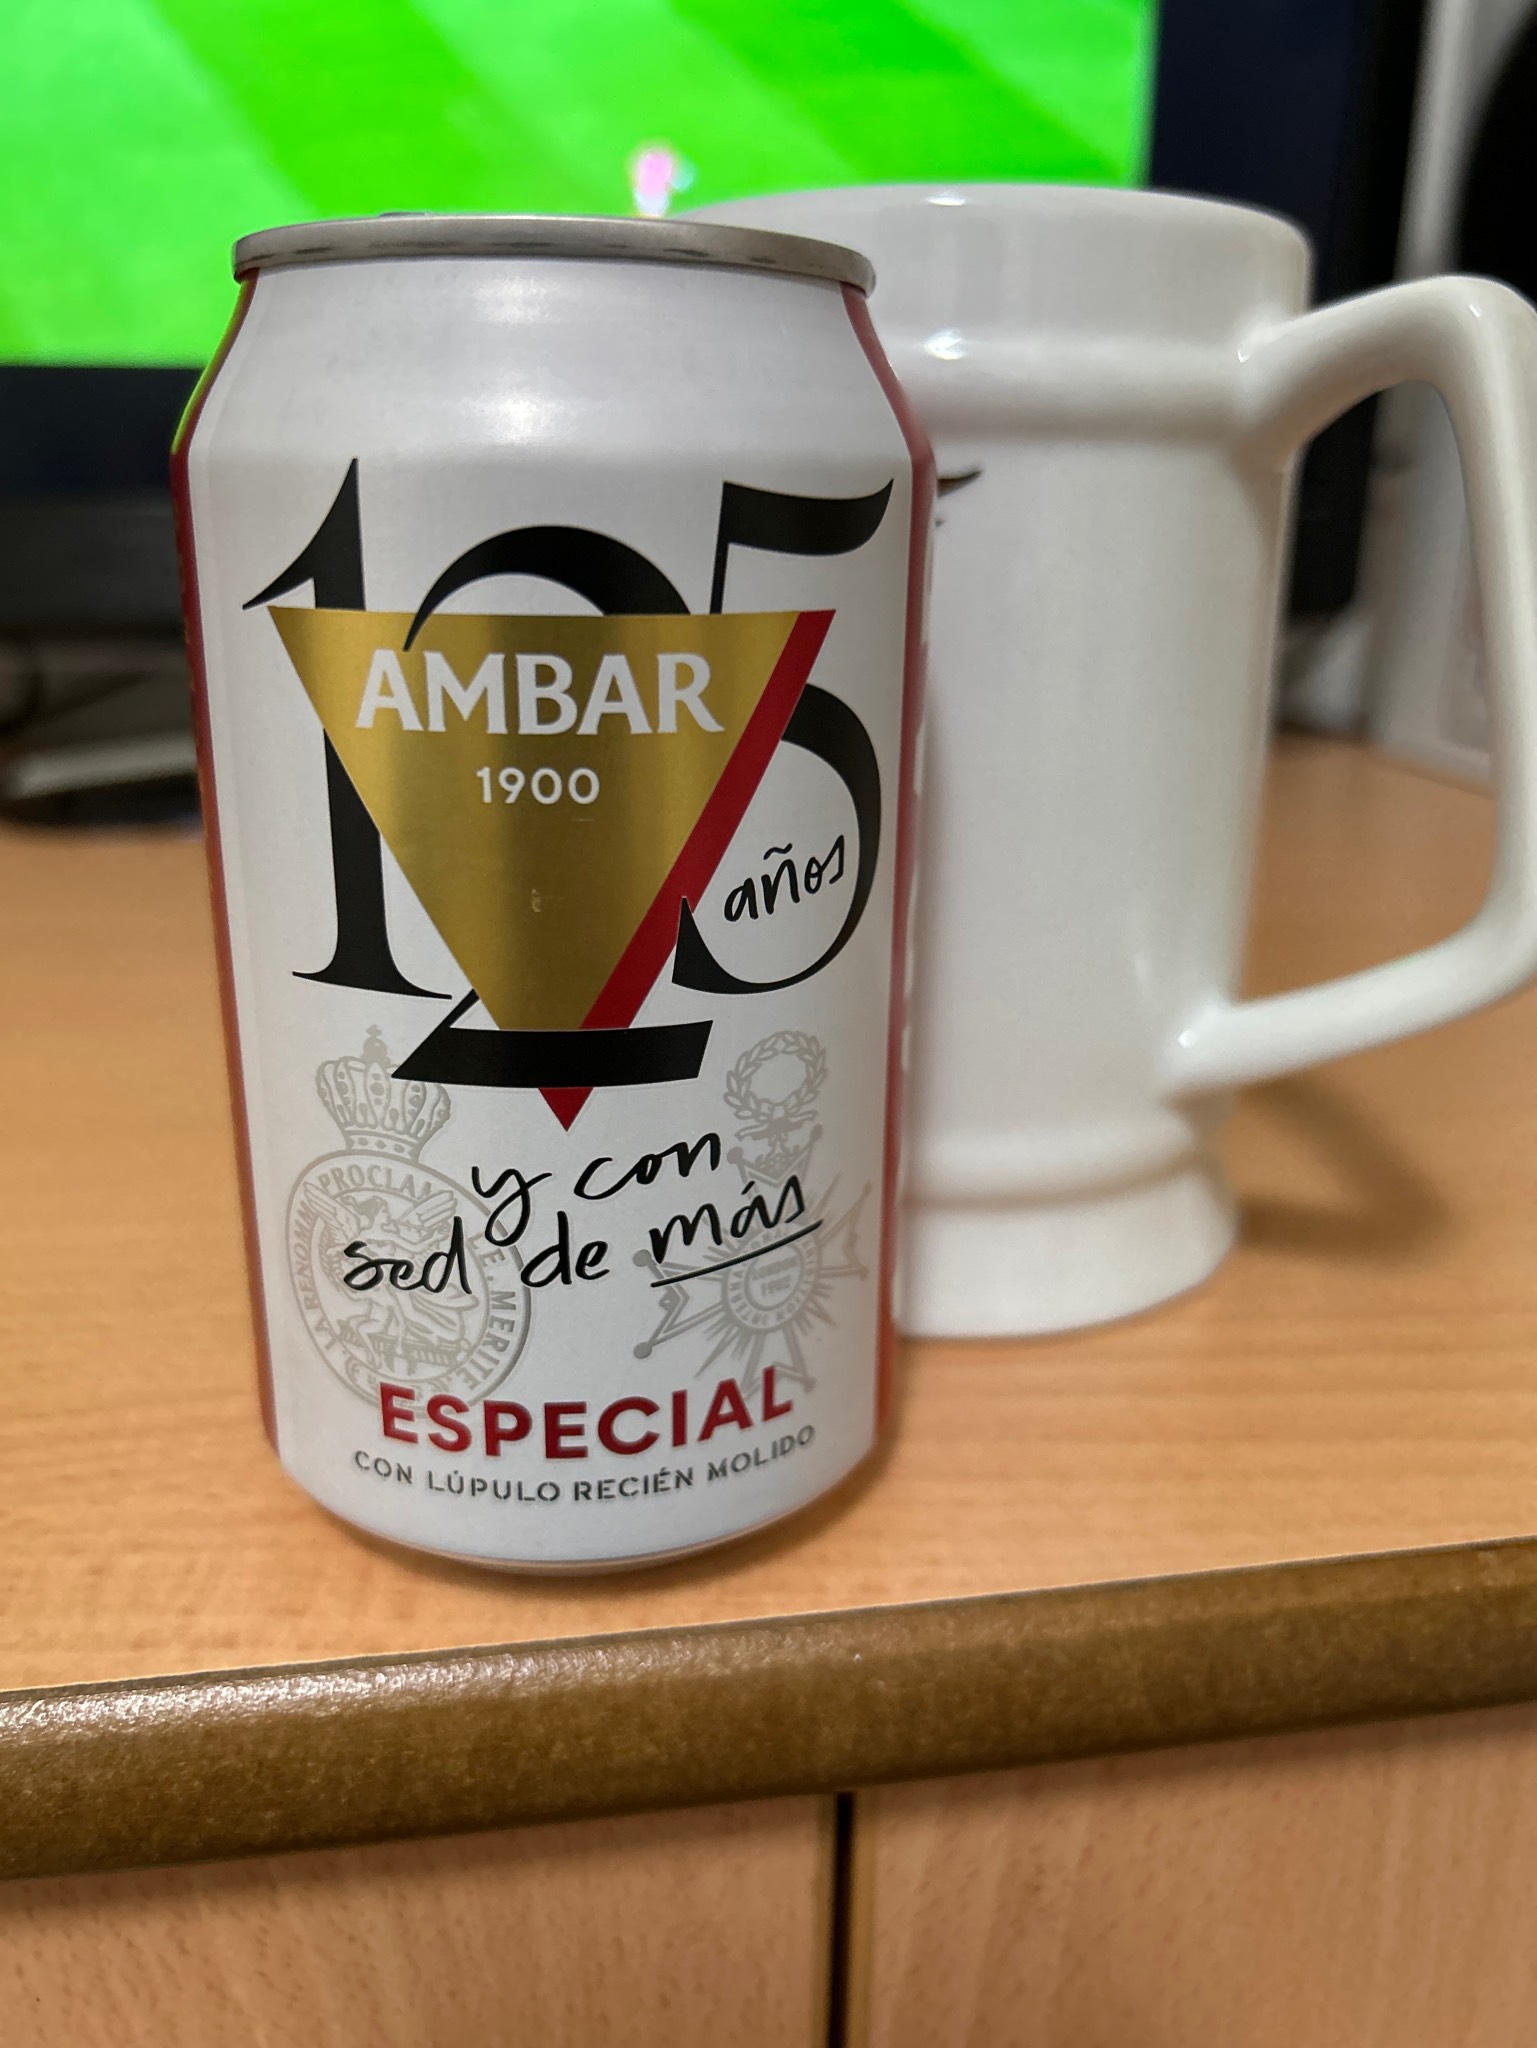 125
AMBAR
1900
años
y con
sed de más
ESPECIAL
CON LÚPULO RECIÉN MOLIDO